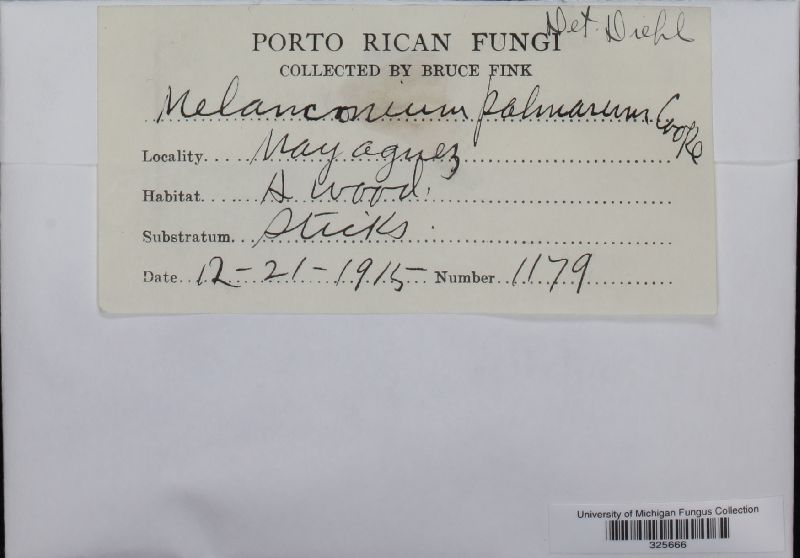 Det. Diehl
PORTO RICAN FUNGI
COLLECTED BY BRUCE FINK
Melanconium palmarum Cooke
Locality.... Mayaguez
Habitat...... A wood.
Substratum... Sticks.
Date... 12-21-1915 Number... 1179
University of Michigan Fungus Collection
325666